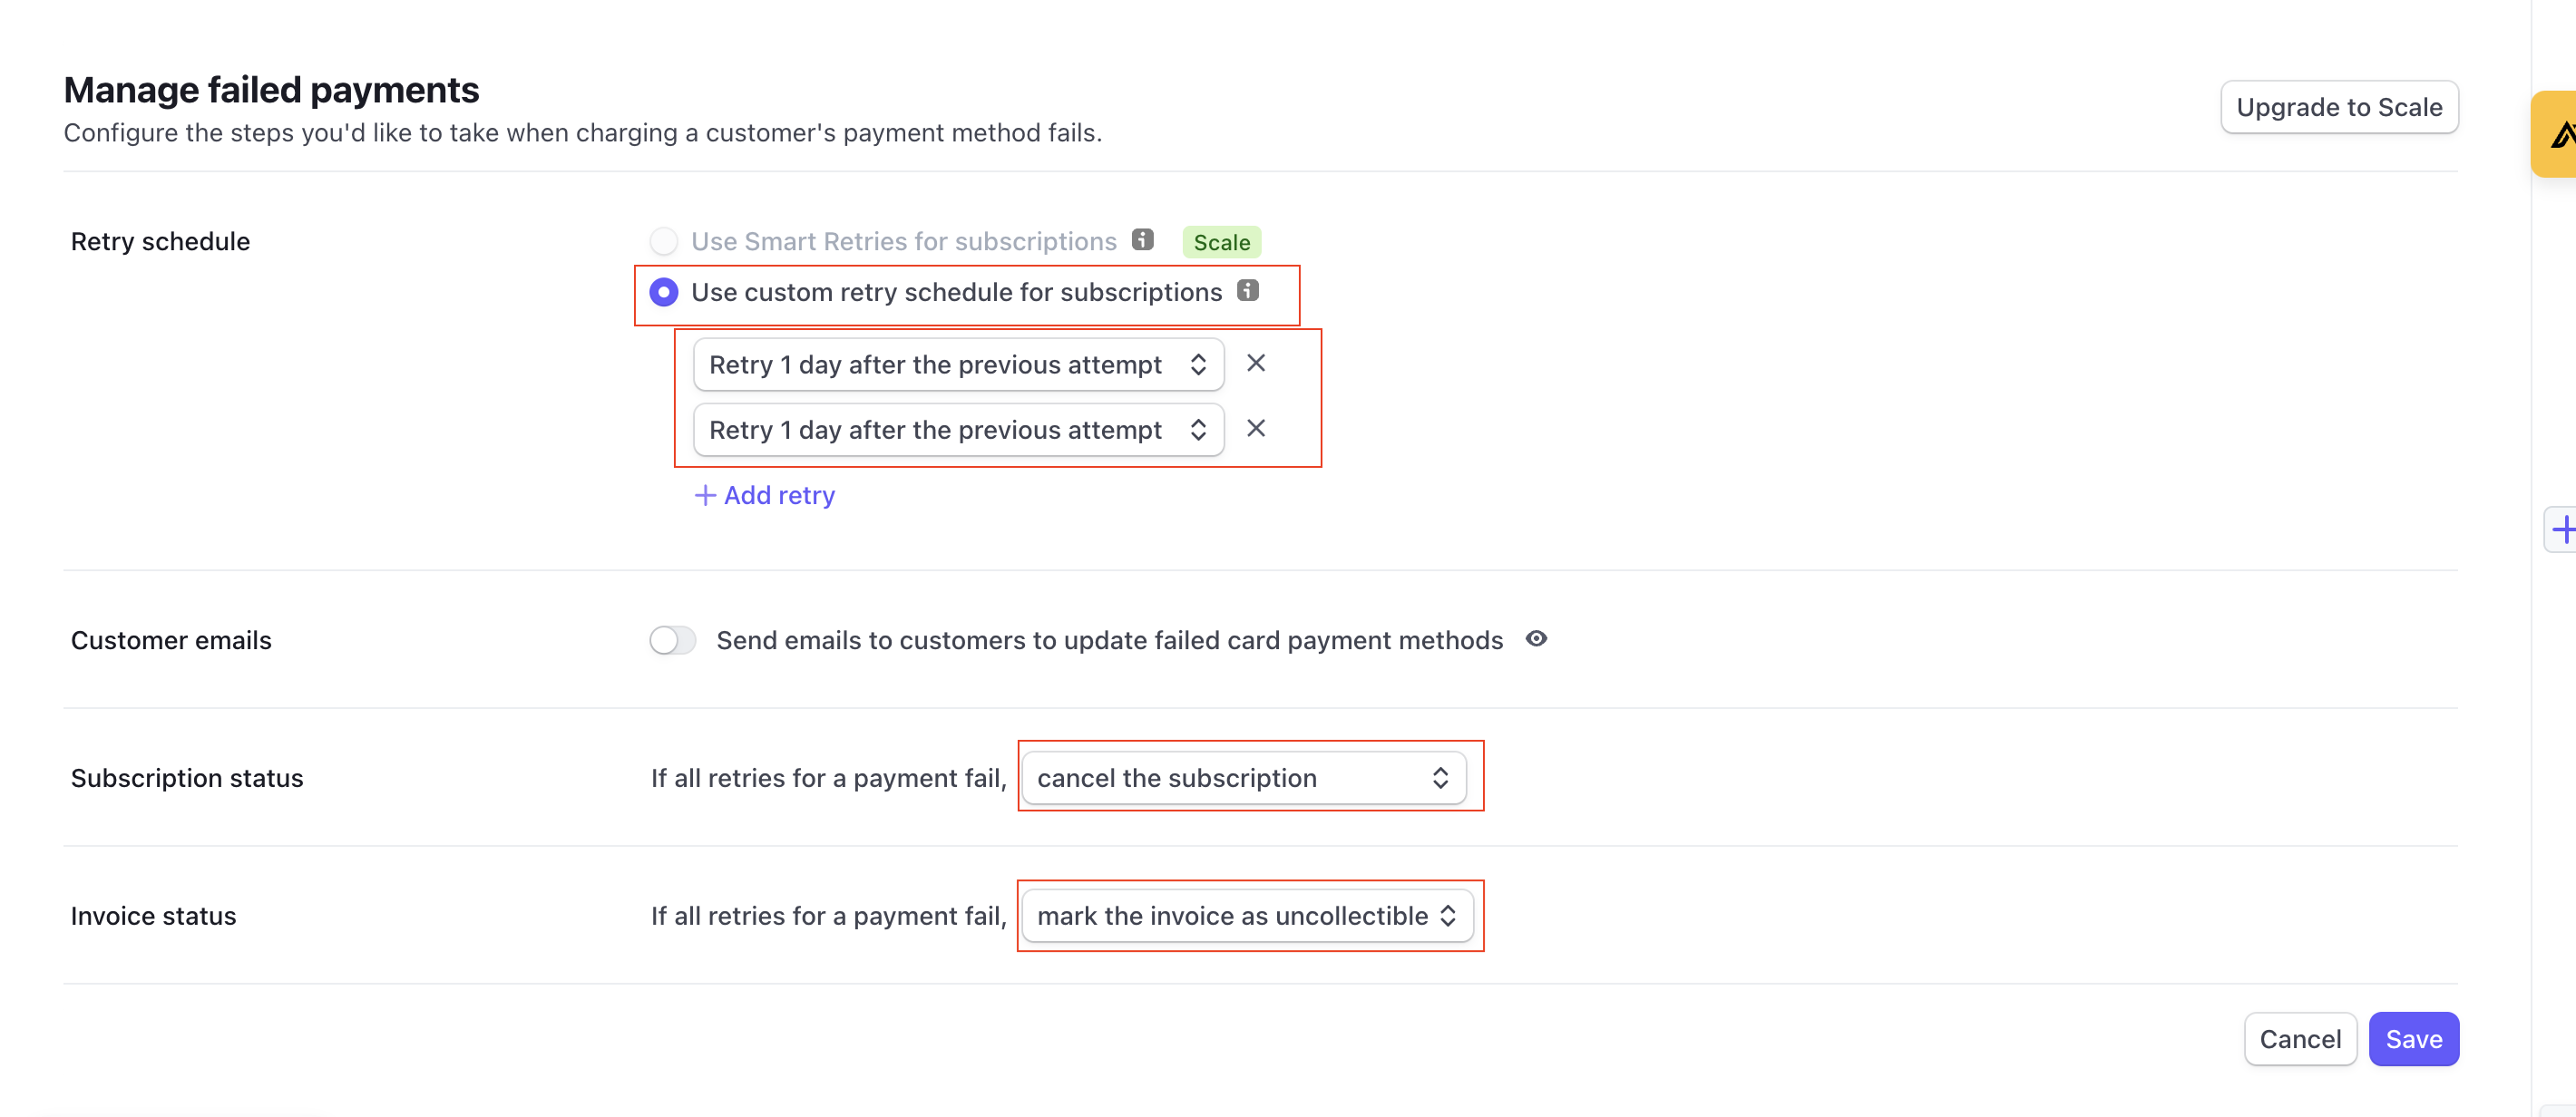 Manage failed payments
Configure the steps you'd like to take when charging a customer's payment method fails.
Upgrade to Scale
Retry schedule
Use Smart Retries for subscriptions
Scale
Use custom retry schedule for subscriptions
Retry 1 day after the previous attempt
Retry 1 day after the previous attempt
Add retry
Customer emails
Send emails to customers to update failed card payment methods
Subscription status
If all retries for a payment fail, cancel the subscription
Invoice status
If all retries for a payment fail, mark the invoice as uncollectible
Cancel
Save